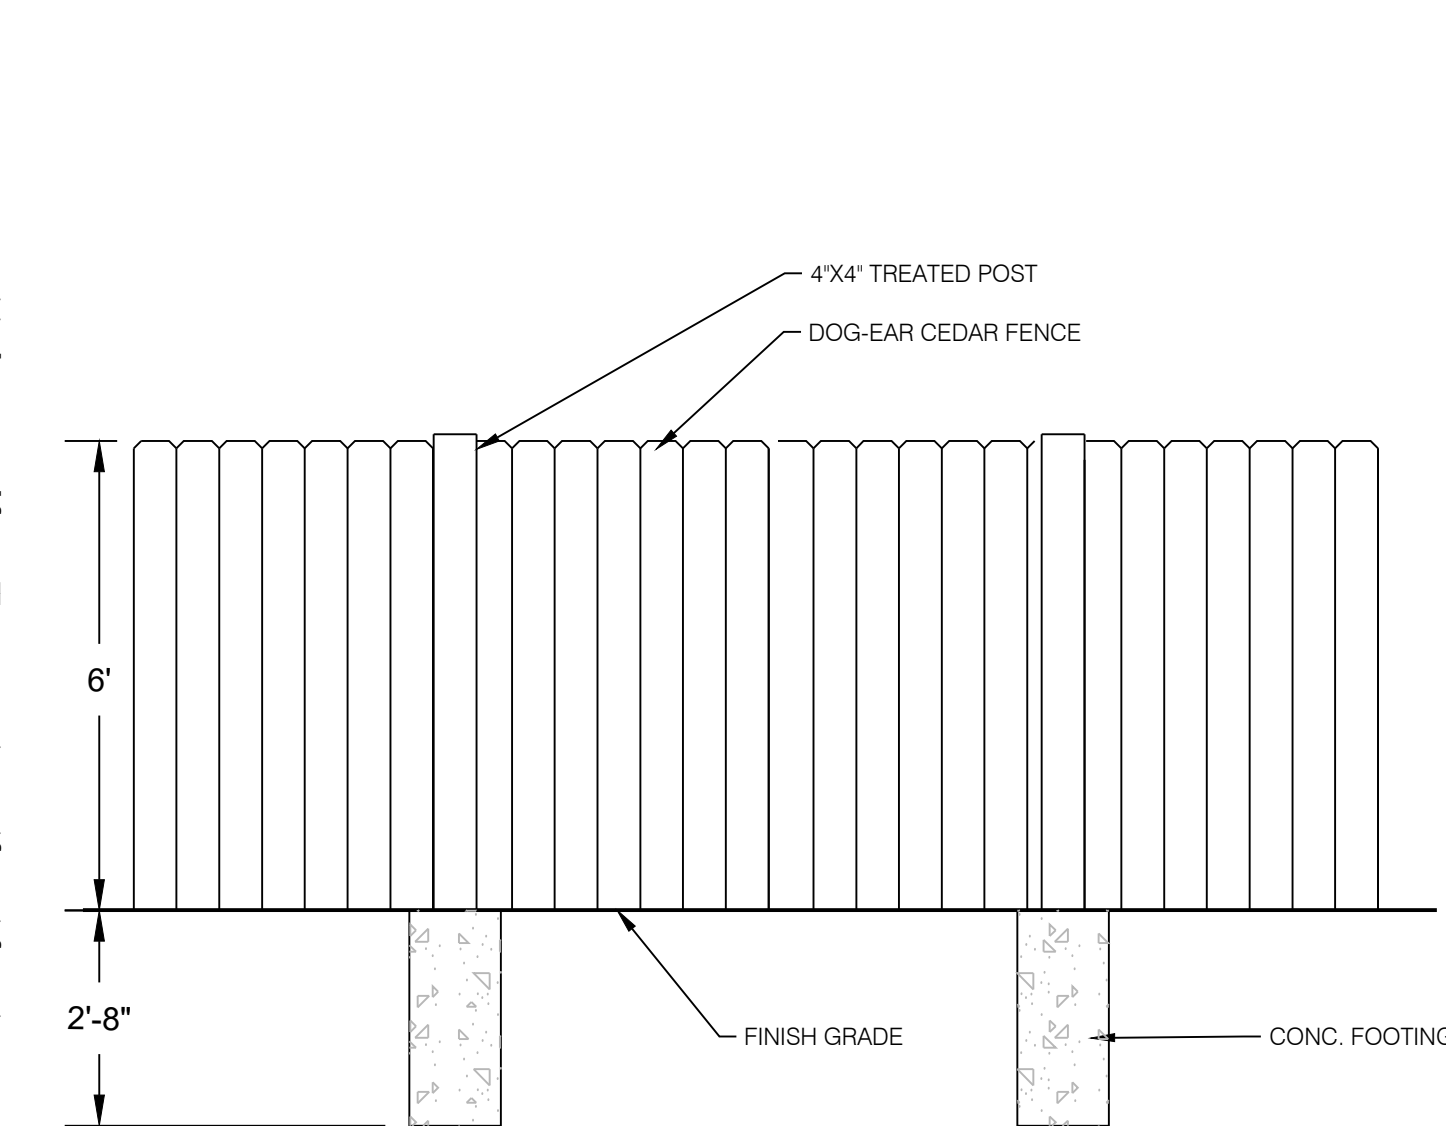 4"X4" TREATED POST
DOG-EAR CEDAR FENCE
6'
2'-8"
FINISH GRADE
CONC. FOOTING